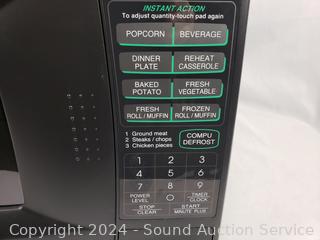 INSTANT ACTION
To adjust quantity-touch pad again
POPCORN BEVERAGE
DINNER PLATE REHEAT CASSEROLE
BAKED POTATO FRESH VEGETABLE
FRESH ROLL / MUFFIN FROZEN ROLL / MUFFIN
1 Ground meat
2 Steaks / chops
3 Chicken pieces
COMPU DEFROST
1 2 3
4 5 6
7 8 9
POWER LEVEL 0 TIMER CLOCK
STOP CLEAR START MINUTE PLUS
Copyright 2024 - Sound Auction Service